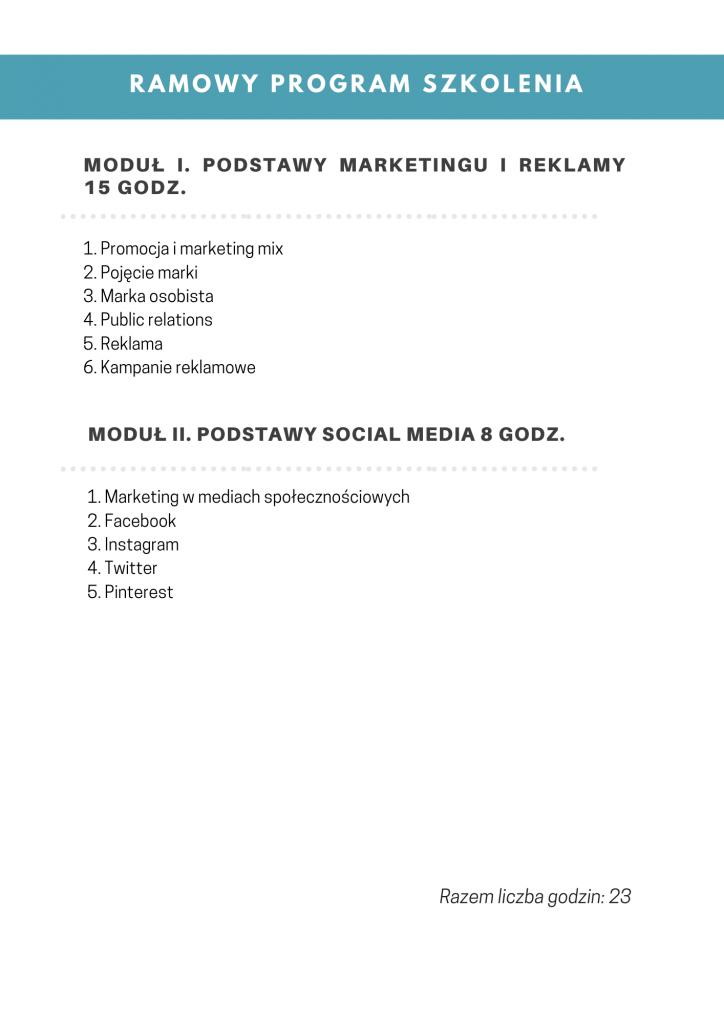 RAMOWY PROGRAM SZKOLENIA
MODUŁ I. PODSTAWY MARKETINGU I REKLAMY
15 GODZ.
1. Promocja i marketing mix
2. Pojęcie marki
3. Marka osobista
4. Public relations
5. Reklama
6. Kampanie reklamowe
MODUŁ II. PODSTAWY SOCIAL MEDIA 8 GODZ.
1. Marketing w mediach społecznościowych
2. Facebook
3. Instagram
4. Twitter
5. Pinterest
Razem liczba godzin: 23